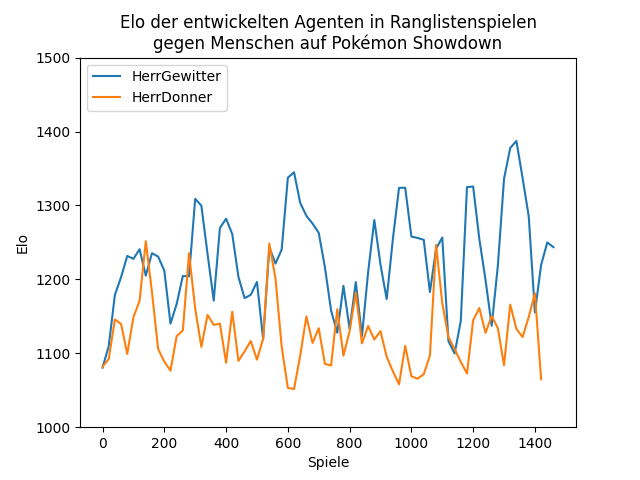 Elo der entwickelten Agenten in Ranglistenspielen
gegen Menschen auf Pokémon Showdown
HerrGewitter
HerrDonner
1500
1400
1300
1200
1100
1000
Elo
0 200 400 600 800 1000 1200 1400
Spiele